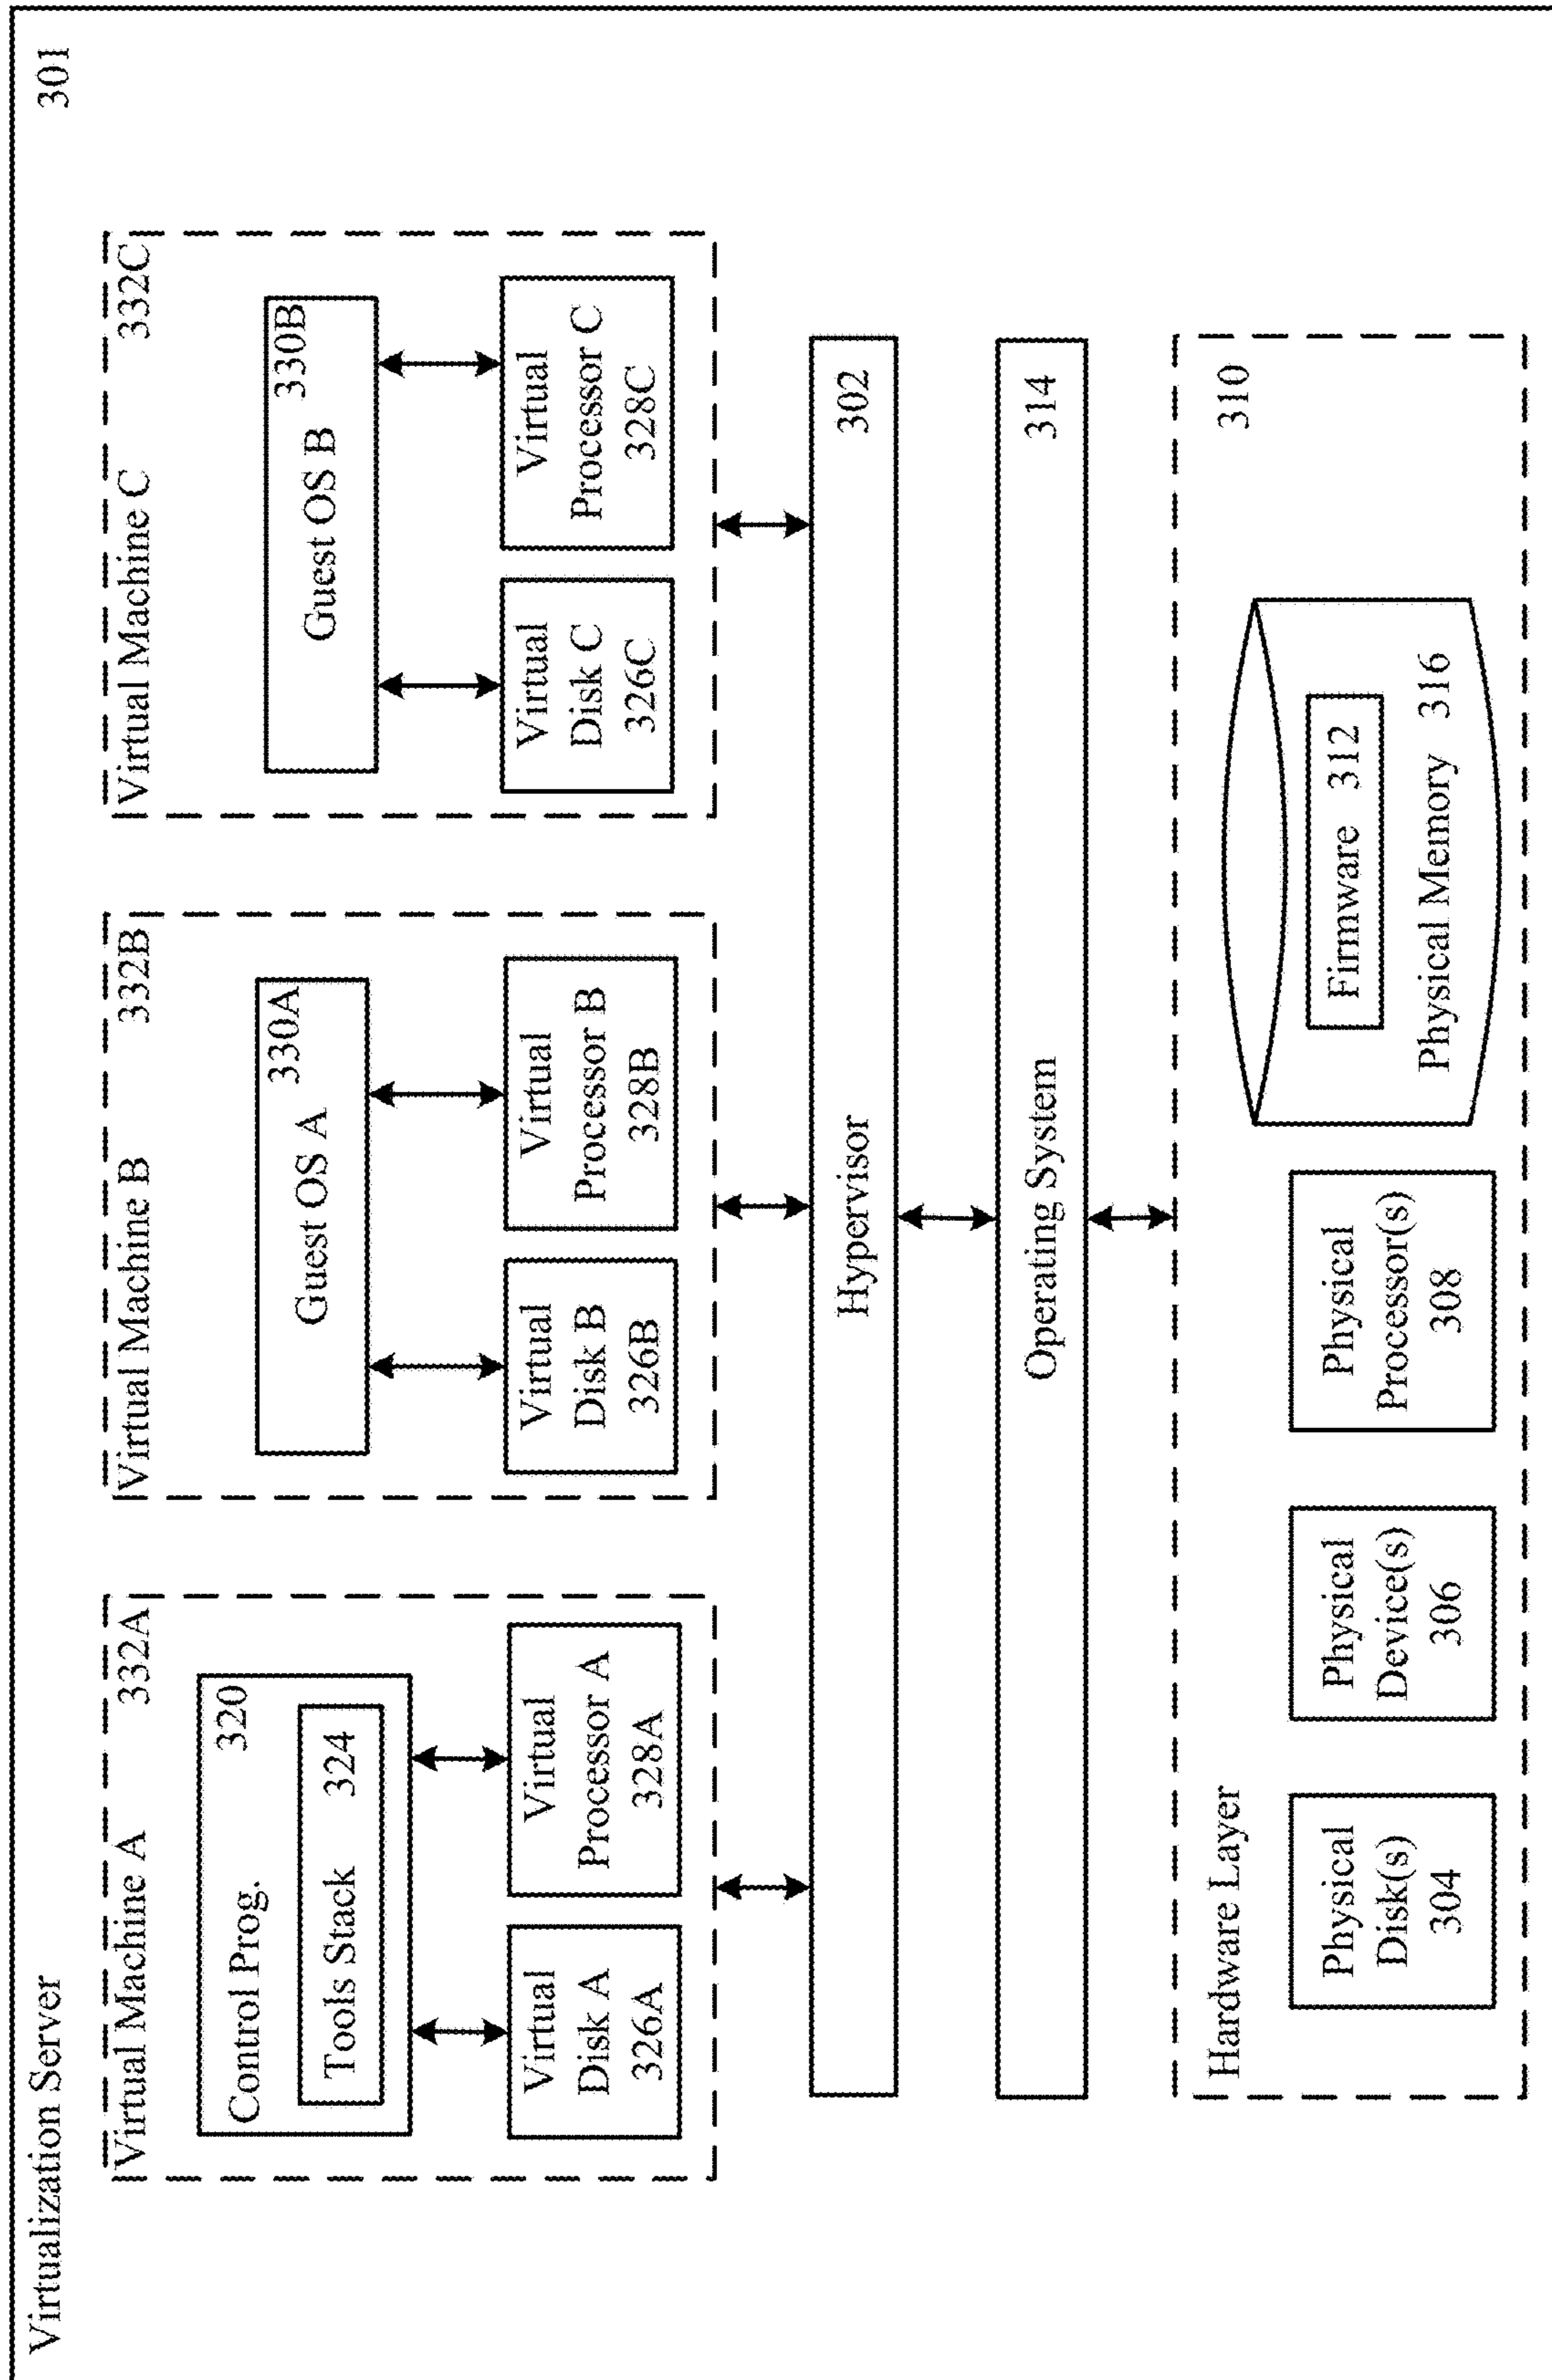 Virtualization Server
301
Virtual Machine A
332A
Control Prog.
320
Tools Stack 324
Virtual
Disk A
326A
Virtual
Processor A
328A
Virtual Machine B
332B
Guest OS A
330A
Virtual
Disk B
326B
Virtual
Processor B
328B
Virtual Machine C
332C
Guest OS B
330B
Virtual
Disk C
326C
Virtual
Processor C
328C
Hypervisor
302
Operating System
314
Hardware Layer
310
Physical
Disk(s)
304
Physical
Device(s)
306
Physical
Processor(s)
308
Firmware 312
Physical Memory 316